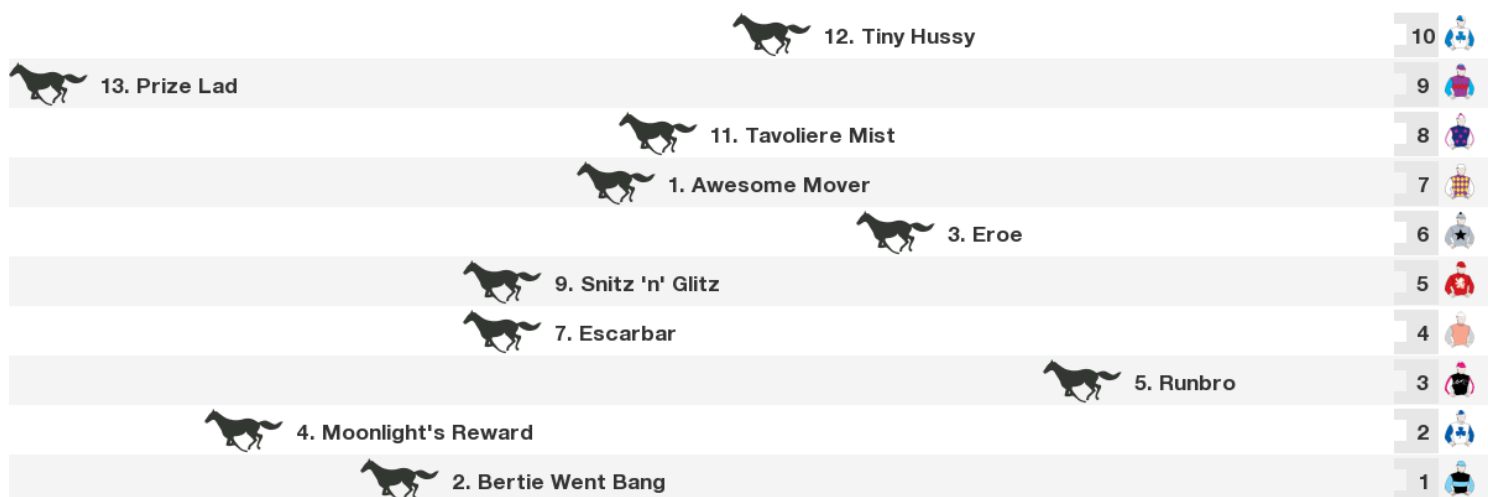 12. Tiny Hussy 10
13. Prize Lad 9
11. Tavoliere Mist 8
1. Awesome Mover 7
3. Eroe 6
9. Snitz 'n' Glitz 5
7. Escarbar 4
5. Runbro 3
4. Moonlight's Reward 2
2. Bertie Went Bang 1